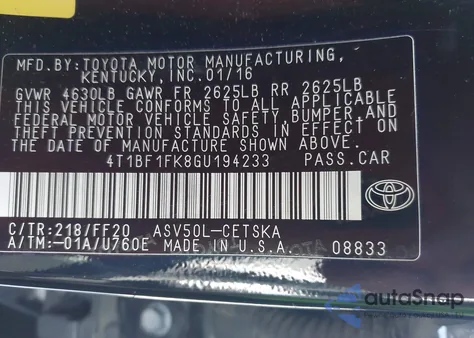 MFD.BY:TOYOTA MOTOR MANUFACTURING,
KENTUCKY,INC.01/16
GVWR 4630LB GAWR FR 2625LB RR 2625LB
THIS VEHICLE CONFORMS TO ALL APPLICABLE
FEDERAL MOTOR VEHICLE SAFETY,BUMPER, AND
THEFT PREVENTION STANDARDS IN EFFECT ON
THE DATE OF MANUFACTURE SHOWN ABOVE.
4T1BF1FK8GU194233 PASS.CAR
C/TR:218/FF20 ASV50L-CETSKA
A/TM:-01A/U760E MADE IN U.S.A. 08833
autoSnap